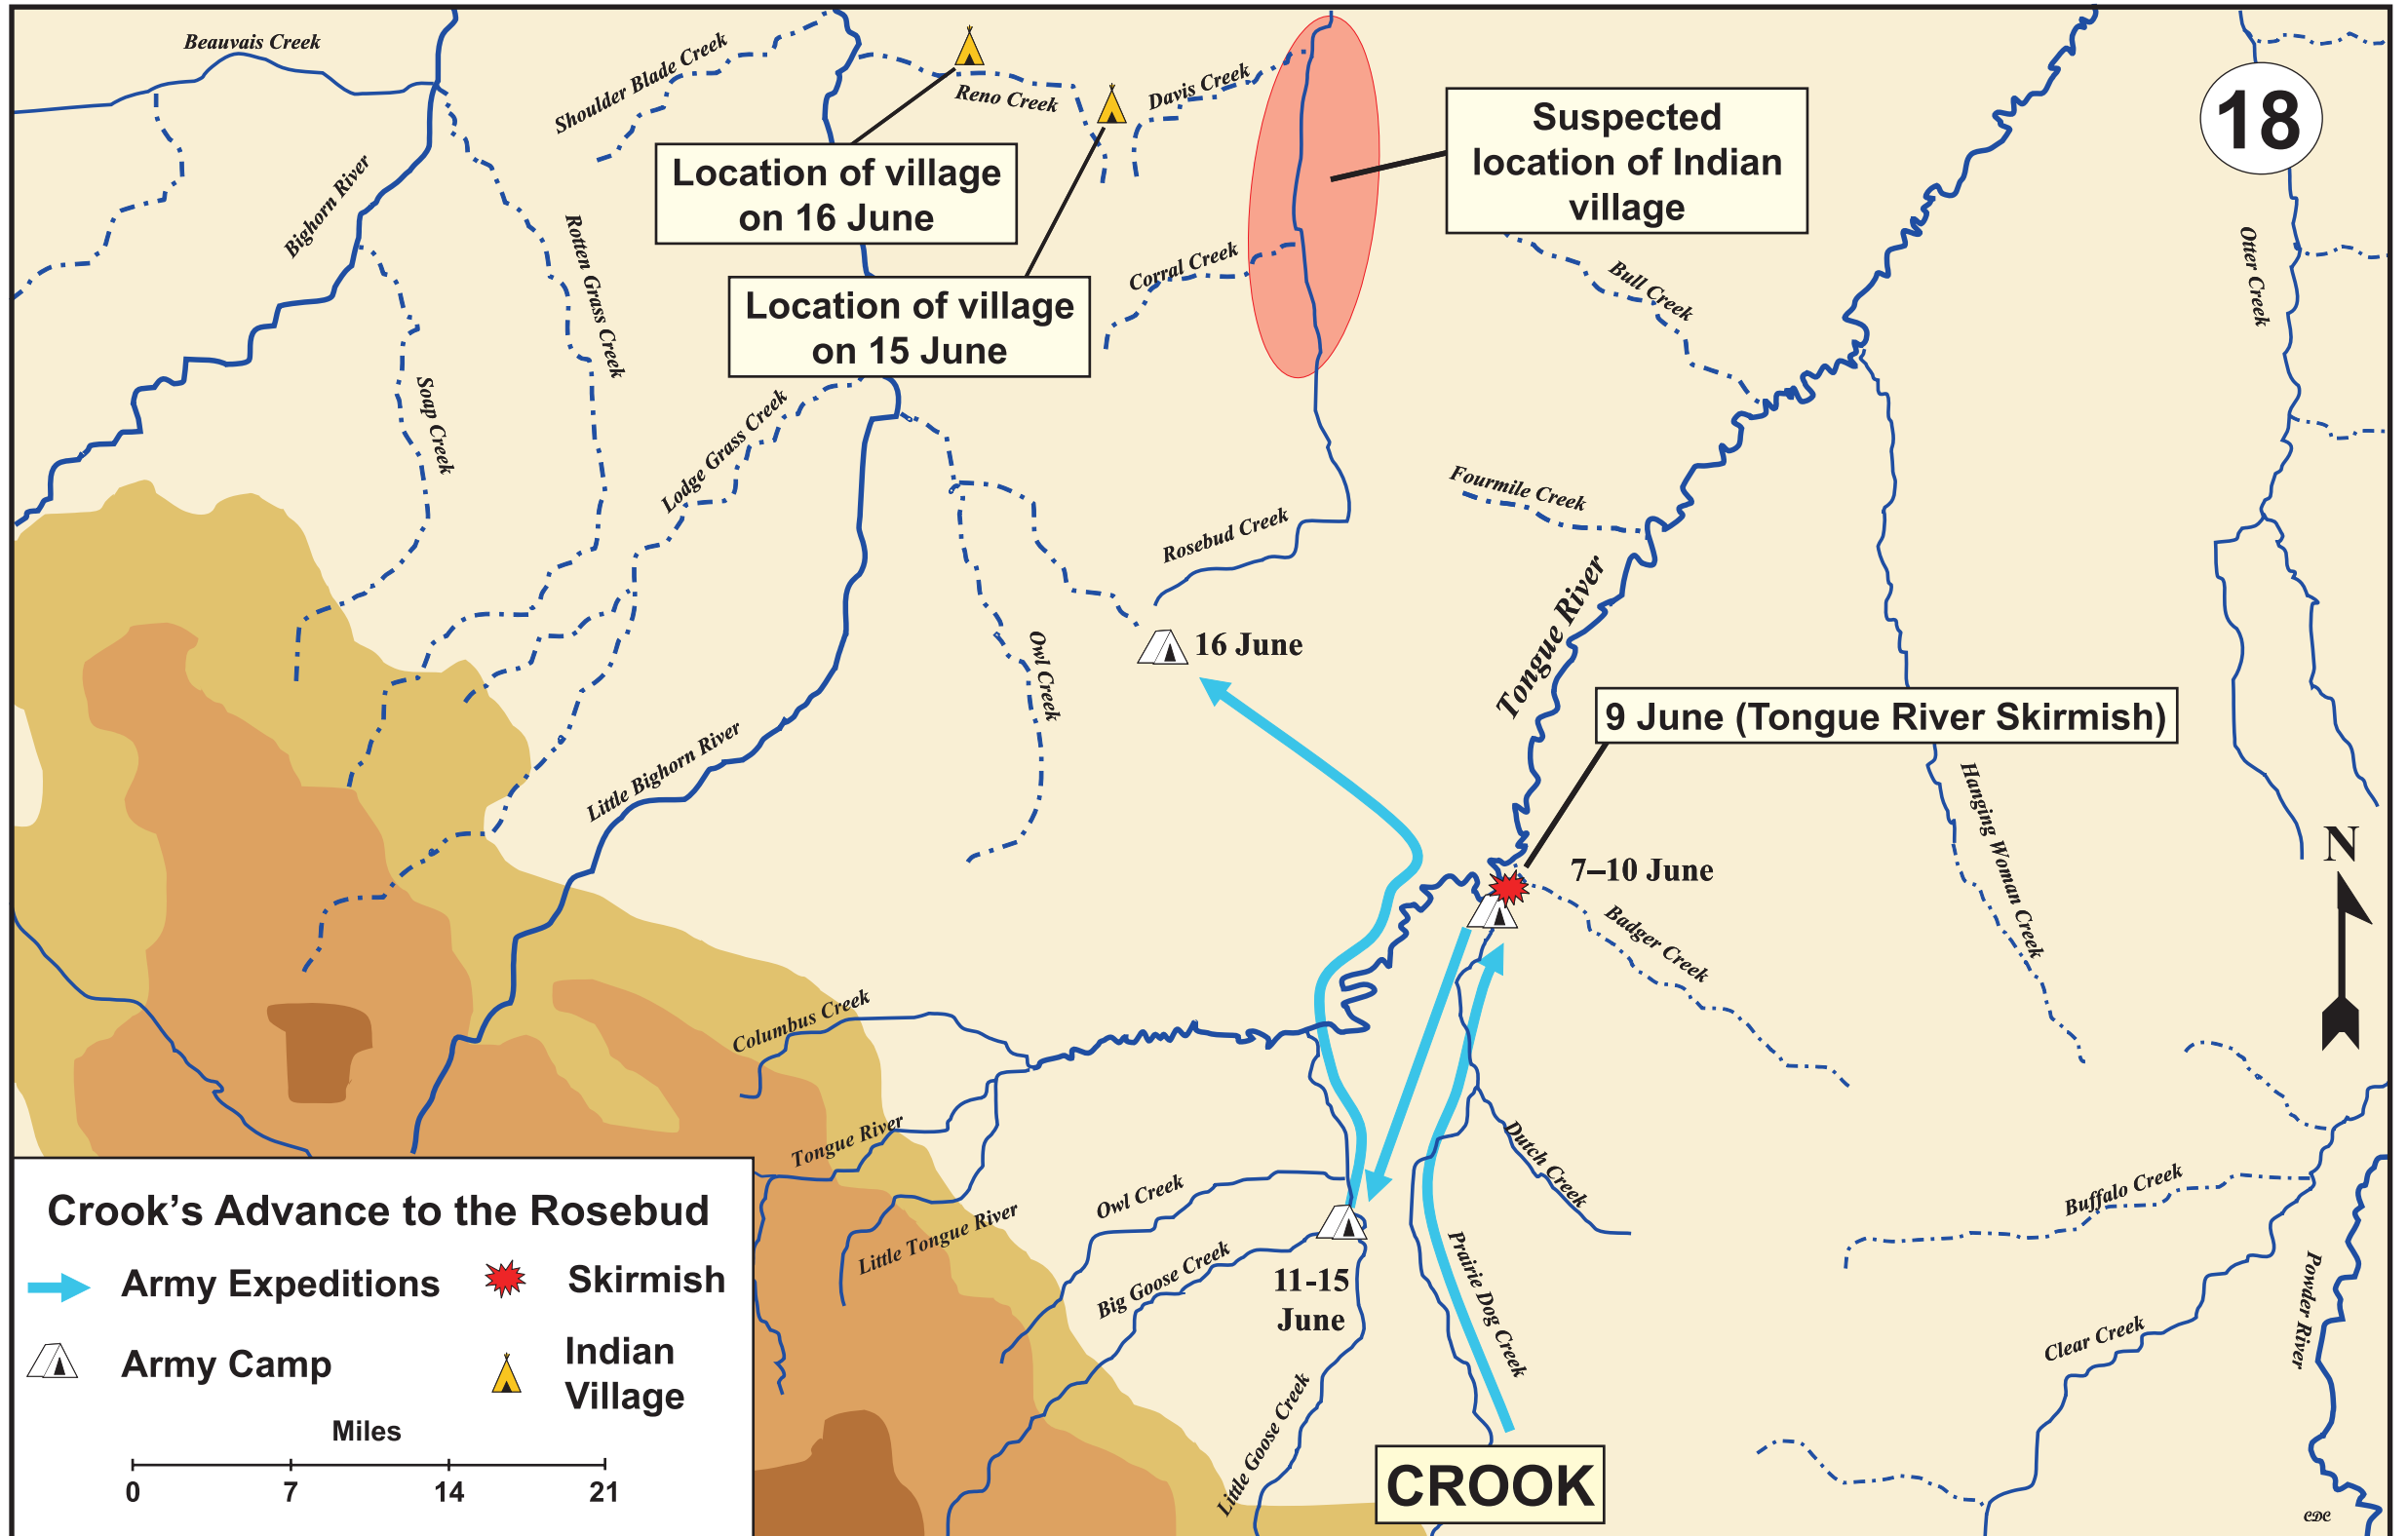 Beauvais Creek
Shoulder Blade Creek
Reno Creek
Davis Creek
18
Suspected
location of Indian
village
Location of village
on 16 June
Bighorn River
Rotten Grass Creek
Corral Creek
Bull Creek
Otter Creek
Location of village
on 15 June
Soap Creek
Lodge Grass Creek
Rosebud Creek
Fourmile Creek
Tongue River
16 June
Owl Creek
9 June (Tongue River Skirmish)
Little Bighorn River
Hanging Woman Creek
N
7–10 June
Badger Creek
Columbus Creek
Tongue River
Dutch Creek
Owl Creek
Little Tongue River
Big Goose Creek
Buffalo Creek
Powder River
11-15
June
Prairie Dog Creek
Clear Creek
Little Goose Creek
CROOK
Crook’s Advance to the Rosebud
Army Expeditions
Skirmish
Army Camp
Indian
Village
Miles
0 7 14 21
CDC